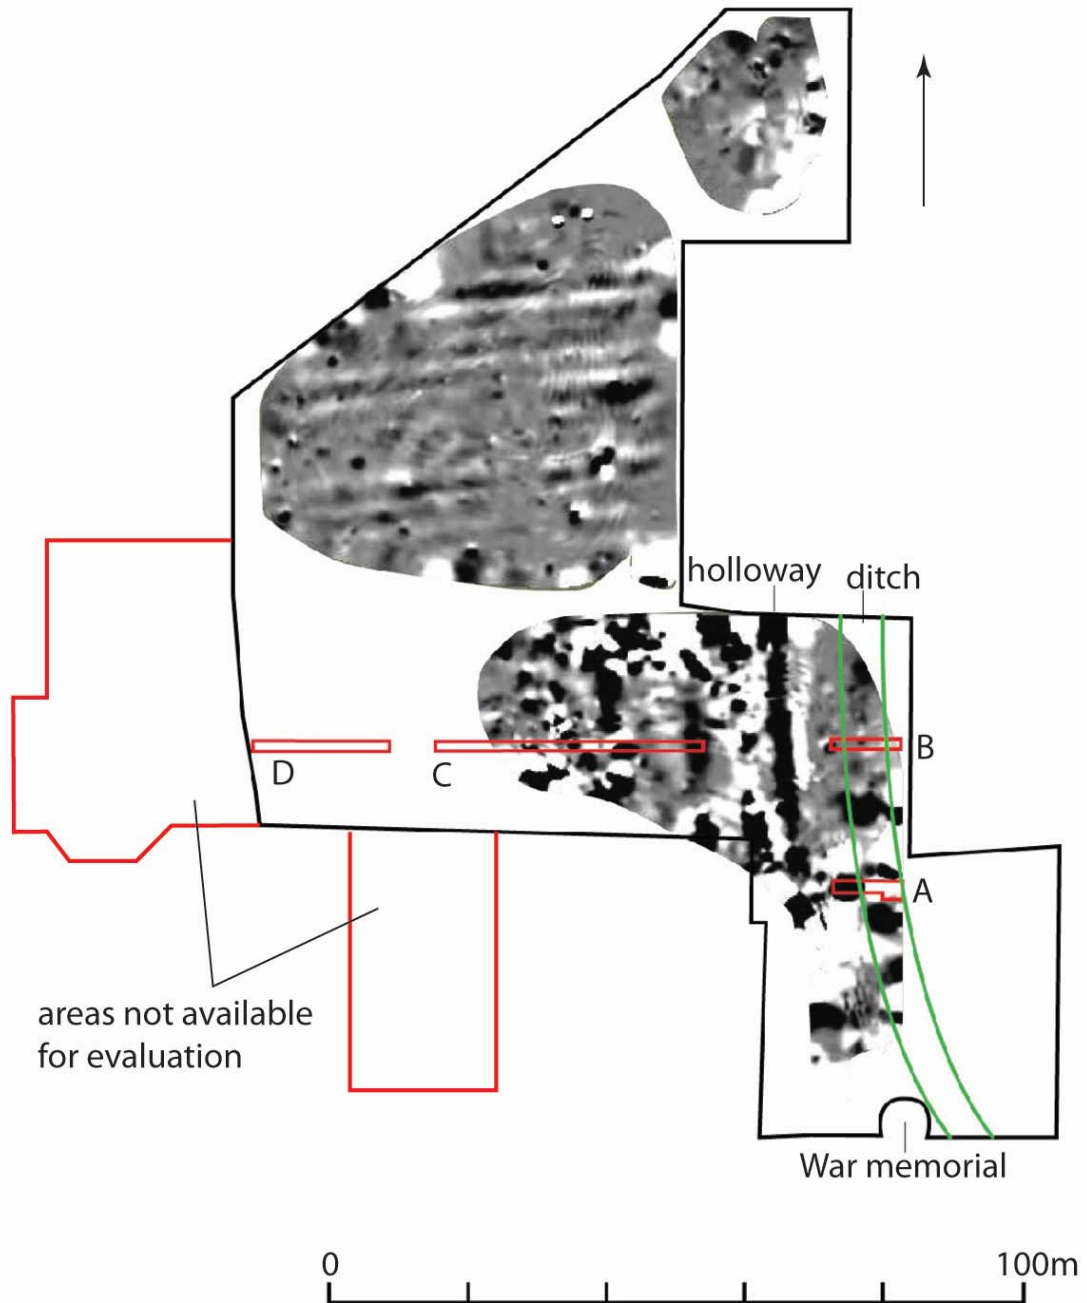 holloway
ditch
B
D
C
A
areas not available
for evaluation
War memorial
0
100m